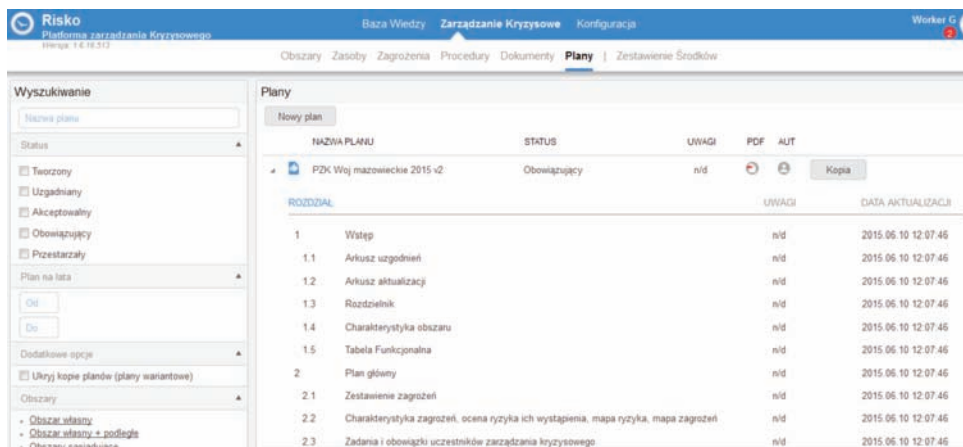 Risko
Platforma zarządzania Kryzysowego
Wersja: 1.6.18.513
Baza Wiedzy Zarządzanie Kryzysowe Konfiguracja
Worker G
2
Obszary Zasoby Zagrożenia Procedury Dokumenty Plany | Zestawienie Środków
Wyszukiwanie
Nazwa planu
Status
Tworzony
Uzgadniany
Akceptowalny
Obowiązujący
Przestarzały
Plan na lata
Od
Do
Dodatkowe opcje
Ukryj kopie planów (plany wariantowe)
Obszary
Obszar własny
Obszar własny + podległe
Obszary sąsiadujące
Plany
Nowy plan
NAZWA PLANU STATUS UWAGI PDF AUT
PZK Woj mazowieckie 2015 v2 Obowiązujący n/d Kopia
ROZDZIAŁ UWAGI DATA AKTUALIZACJI
1 Wstęp n/d 2015.06.10 12:07:46
1.1 Arkusz uzgodnień n/d 2015.06.10 12:07:46
1.2 Arkusz aktualizacji n/d 2015.06.10 12:07:46
1.3 Rozdzielnik n/d 2015.06.10 12:07:46
1.4 Charakterystyka obszaru n/d 2015.06.10 12:07:46
1.5 Tabela Funkcjonalna n/d 2015.06.10 12:07:46
2 Plan główny n/d 2015.06.10 12:07:46
2.1 Zestawienie zagrożeń n/d 2015.06.10 12:07:46
2.2 Charakterystyka zagrożeń, ocena ryzyka ich wystąpienia, mapa ryzyka, mapa zagrożeń n/d 2015.06.10 12:07:46
2.3 Zadania i obowiązki uczestników zarządzania kryzysowego n/d 2015.06.10 12:07:46